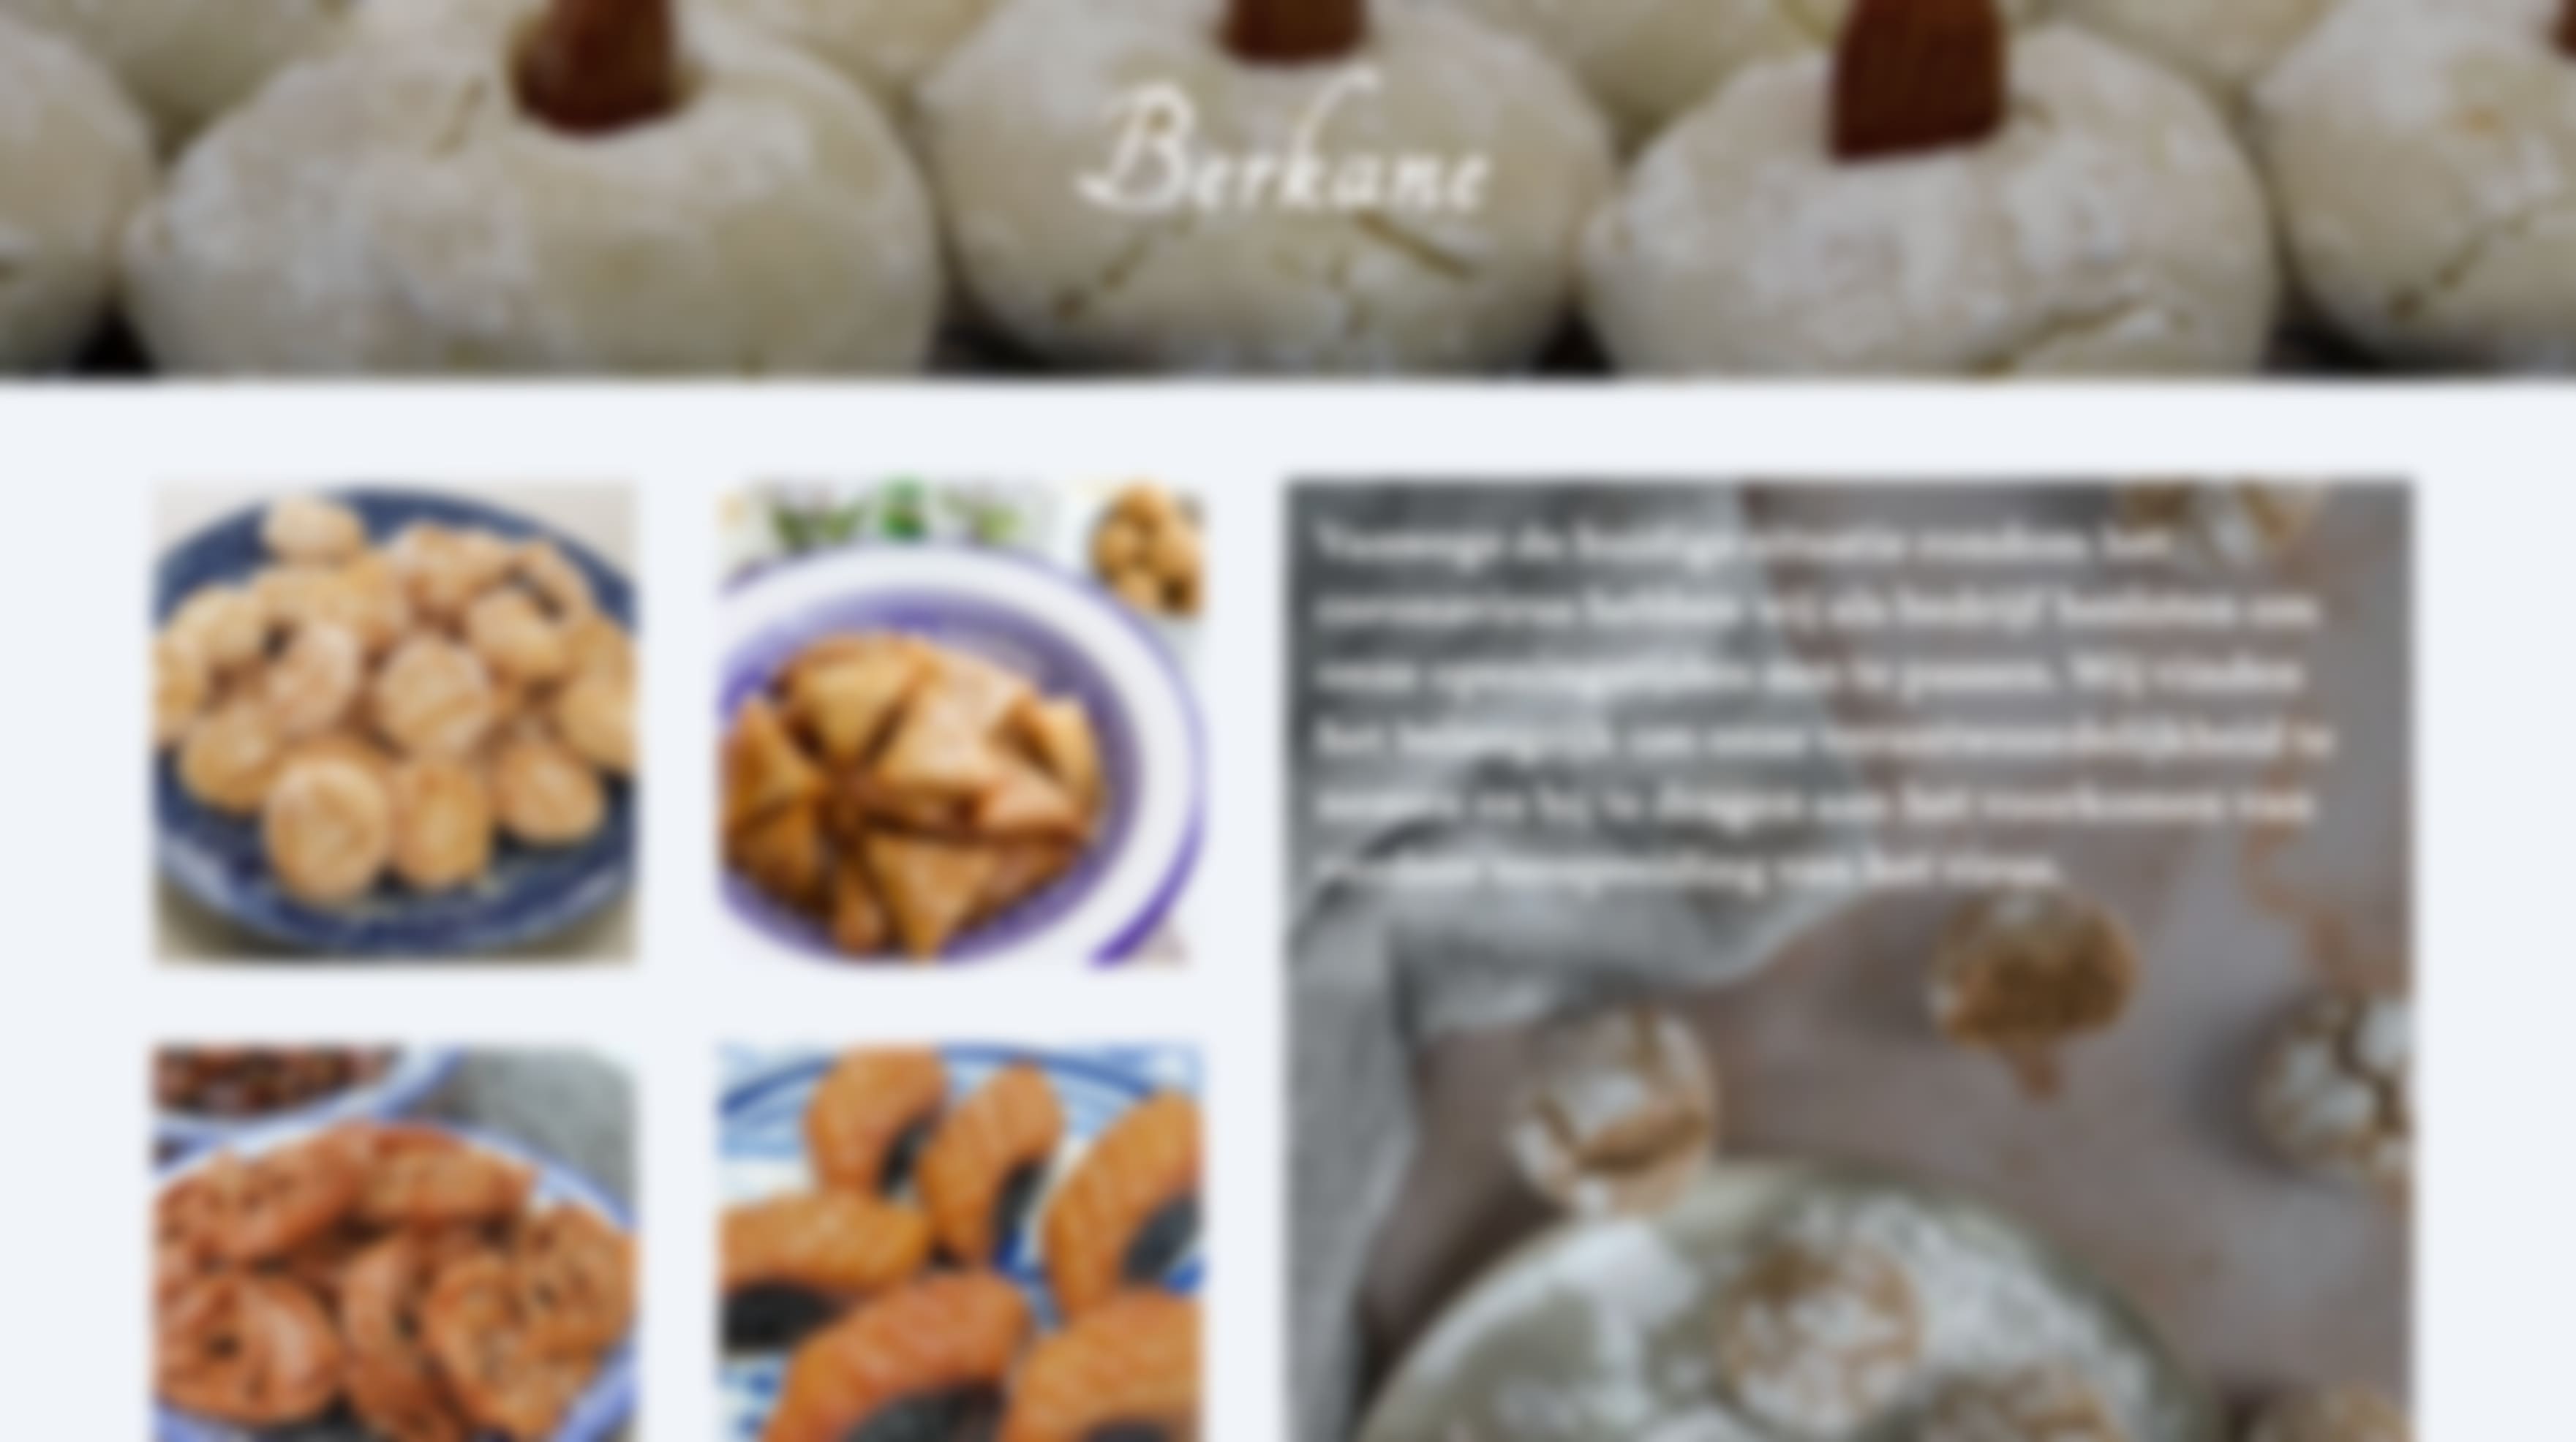 Berkane
Vanwege de huidige situatie rondom het
coronavirus hebben wij als bedrijf besloten om
onze openingstijden aan te passen. Wij vinden
het belangrijk om onze verantwoordelijkheid te
nemen en bij te dragen aan het voorkomen van
verdere verspreiding van het virus.